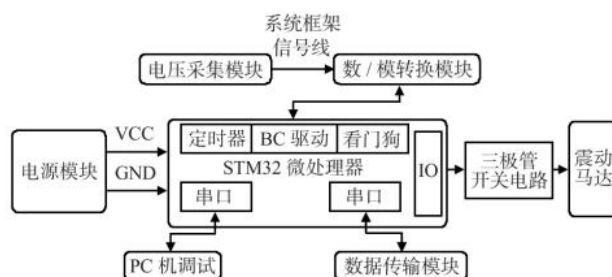 系统框架
信号线
电压采集模块
数/模转换模块
VCC
GND
电源模块
定时器
BC 驱动
看门狗
STM32 微处理器
IO
串口
串口
三极管
开关电路
震动
马达
PC 机调试
数据传输模块